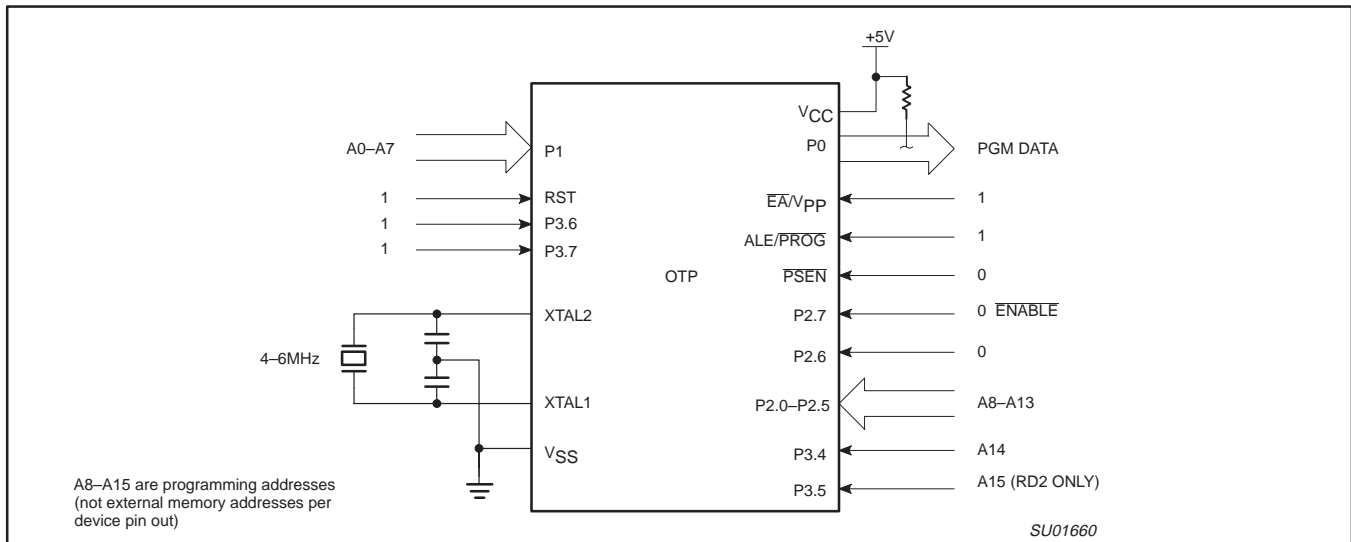 +5V
VCC
A0–A7
P1
P0
PGM DATA
1
RST
EA/VPP
1
1
P3.6
ALE/PROG
1
1
P3.7
OTP
PSEN
0
XTAL2
P2.7
0 ENABLE
4–6MHz
P2.6
0
XTAL1
P2.0–P2.5
A8–A13
VSS
P3.4
A14
P3.5
A15 (RD2 ONLY)
A8–A15 are programming addresses
(not external memory addresses per
device pin out)
SU01660